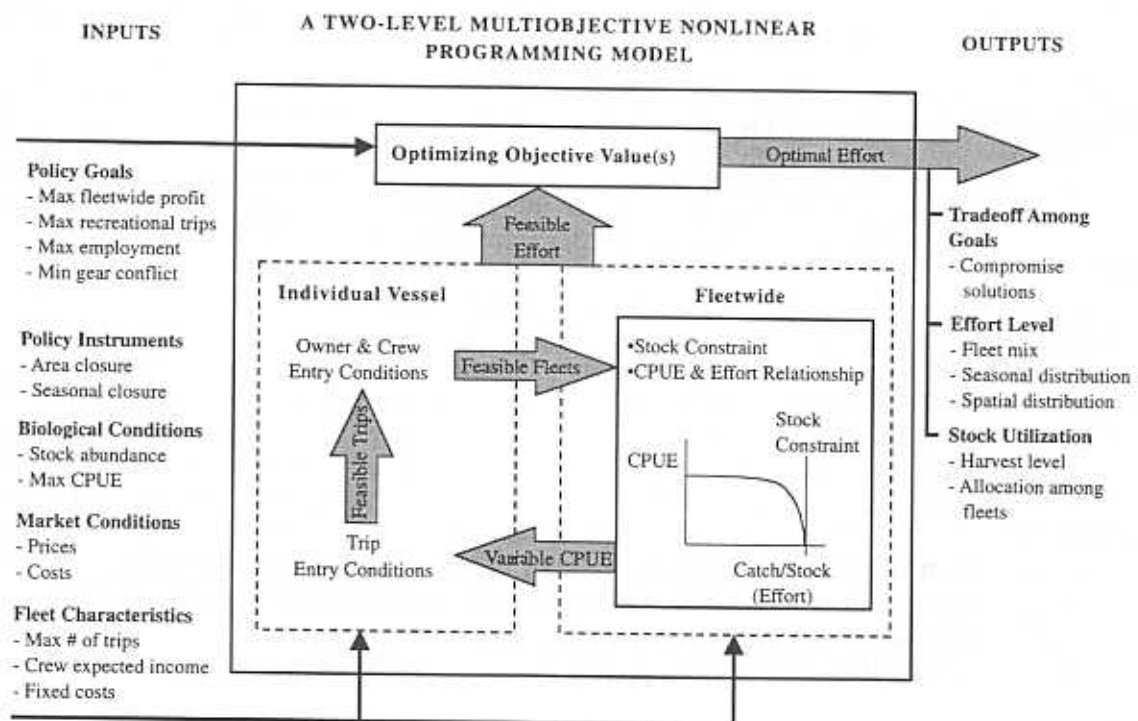 INPUTS
A TWO-LEVEL MULTIOBJECTIVE NONLINEAR
PROGRAMMING MODEL
OUTPUTS
Optimizing Objective Value(s)
Optimal Effort
Policy Goals
- Max fleetwide profit
- Max recreational trips
- Max employment
- Min gear conflict
Policy Instruments
- Area closure
- Seasonal closure
Biological Conditions
- Stock abundance
- Max CPUE
Market Conditions
- Prices
- Costs
Fleet Characteristics
- Max # of trips
- Crew expected income
- Fixed costs
Feasible
Effort
Individual Vessel
Owner & Crew
Entry Conditions
Feasible Trips
Trip
Entry Conditions
Feasible Fleets
Variable CPUE
Fleetwide
•Stock Constraint
•CPUE & Effort Relationship
Stock
Constraint
CPUE
Catch/Stock
(Effort)
Tradeoff Among
Goals
- Compromise
solutions
Effort Level
- Fleet mix
- Seasonal distribution
- Spatial distribution
Stock Utilization
- Harvest level
- Allocation among
fleets